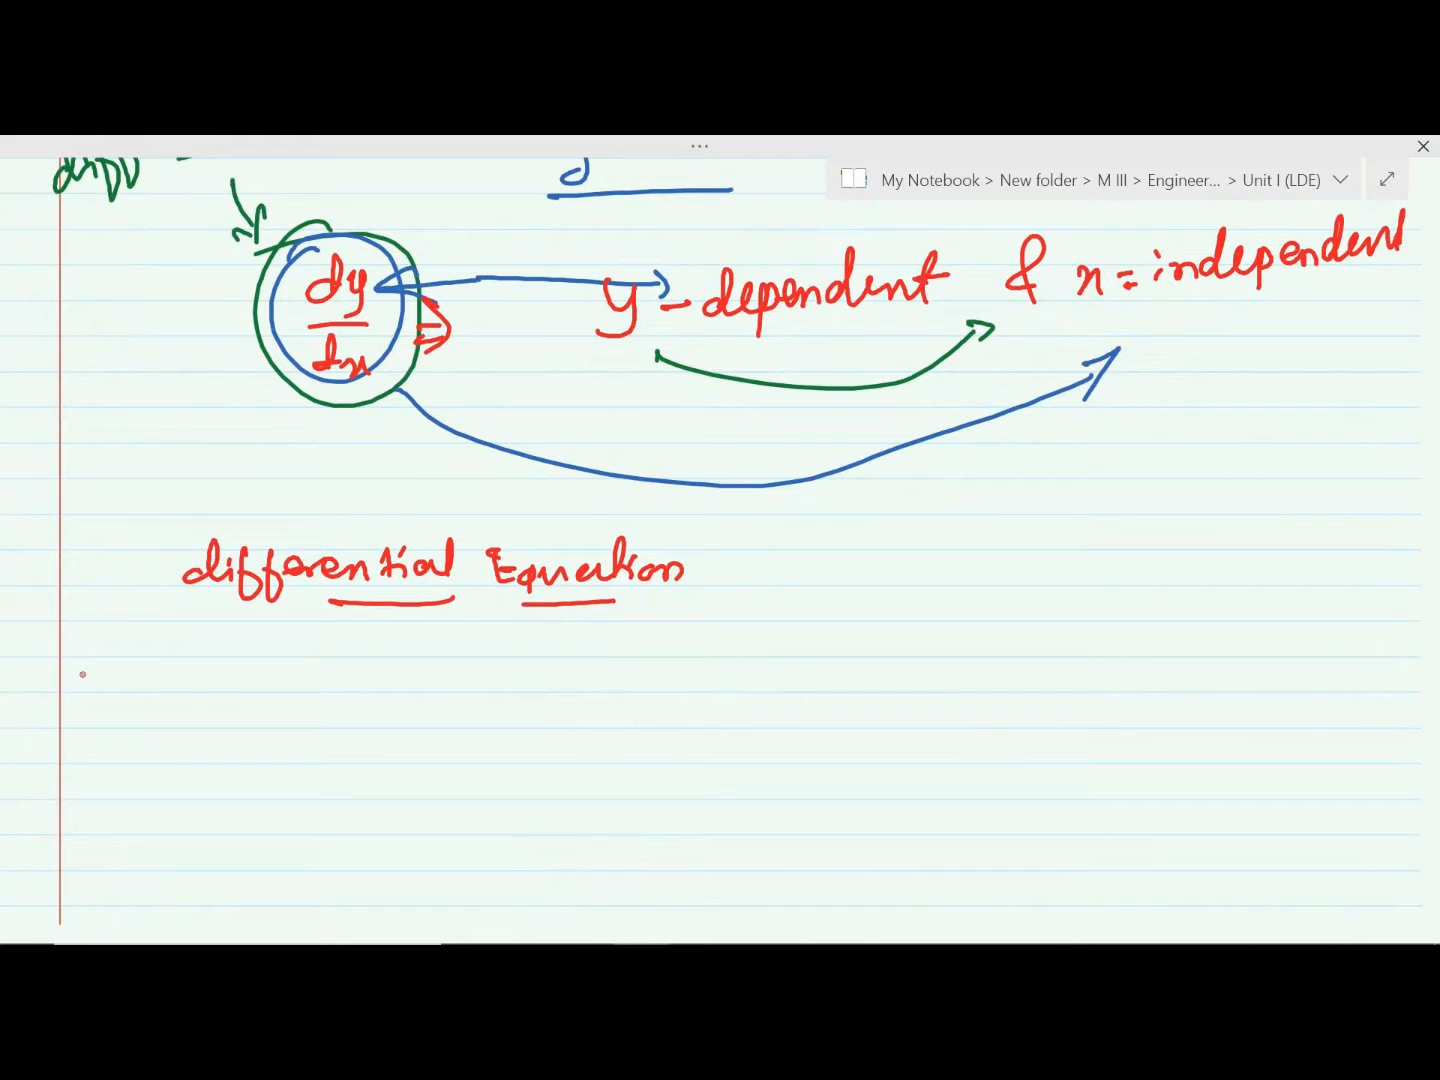 My Notebook > New folder > M III > Engineer... > Unit I (LDE)
dy/dx ⇒ y - dependent & x = independent
differential Equation